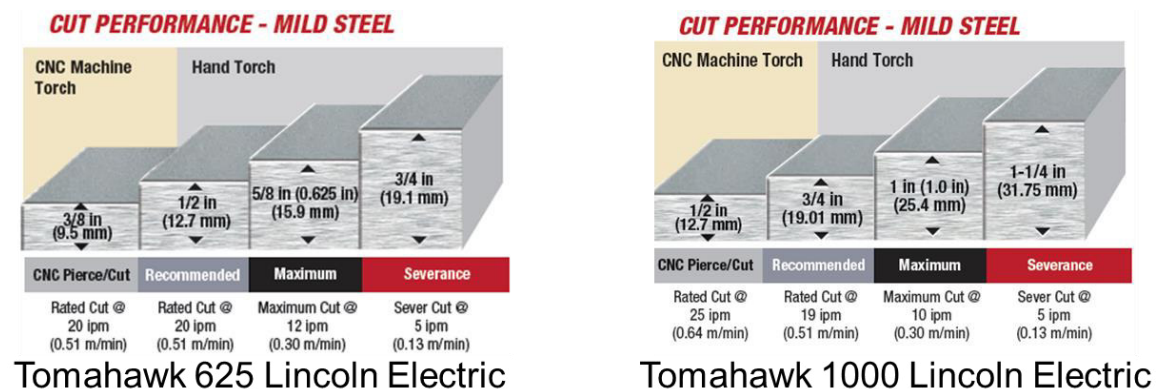 CUT PERFORMANCE - MILD STEEL
CNC Machine
Torch
Hand Torch
3/8 in
(9.5 mm)
1/2 in
(12.7 mm)
5/8 in (0.625 in)
(15.9 mm)
3/4 in
(19.1 mm)
CNC Pierce/Cut
Recommended
Maximum
Severance
Rated Cut @
20 ipm
(0.51 m/min)
Rated Cut @
20 ipm
(0.51 m/min)
Maximum Cut @
12 ipm
(0.30 m/min)
Sever Cut @
5 ipm
(0.13 m/min)
Tomahawk 625 Lincoln Electric
CUT PERFORMANCE - MILD STEEL
CNC Machine Torch
Hand Torch
1/2 in
(12.7 mm)
3/4 in
(19.01 mm)
1 in (1.0 in)
(25.4 mm)
1-1/4 in
(31.75 mm)
CNC Pierce/Cut
Recommended
Maximum
Severance
Rated Cut @
25 ipm
(0.64 m/min)
Rated Cut @
19 ipm
(0.51 m/min)
Maximum Cut @
10 ipm
(0.30 m/min)
Sever Cut @
5 ipm
(0.13 m/min)
Tomahawk 1000 Lincoln Electric